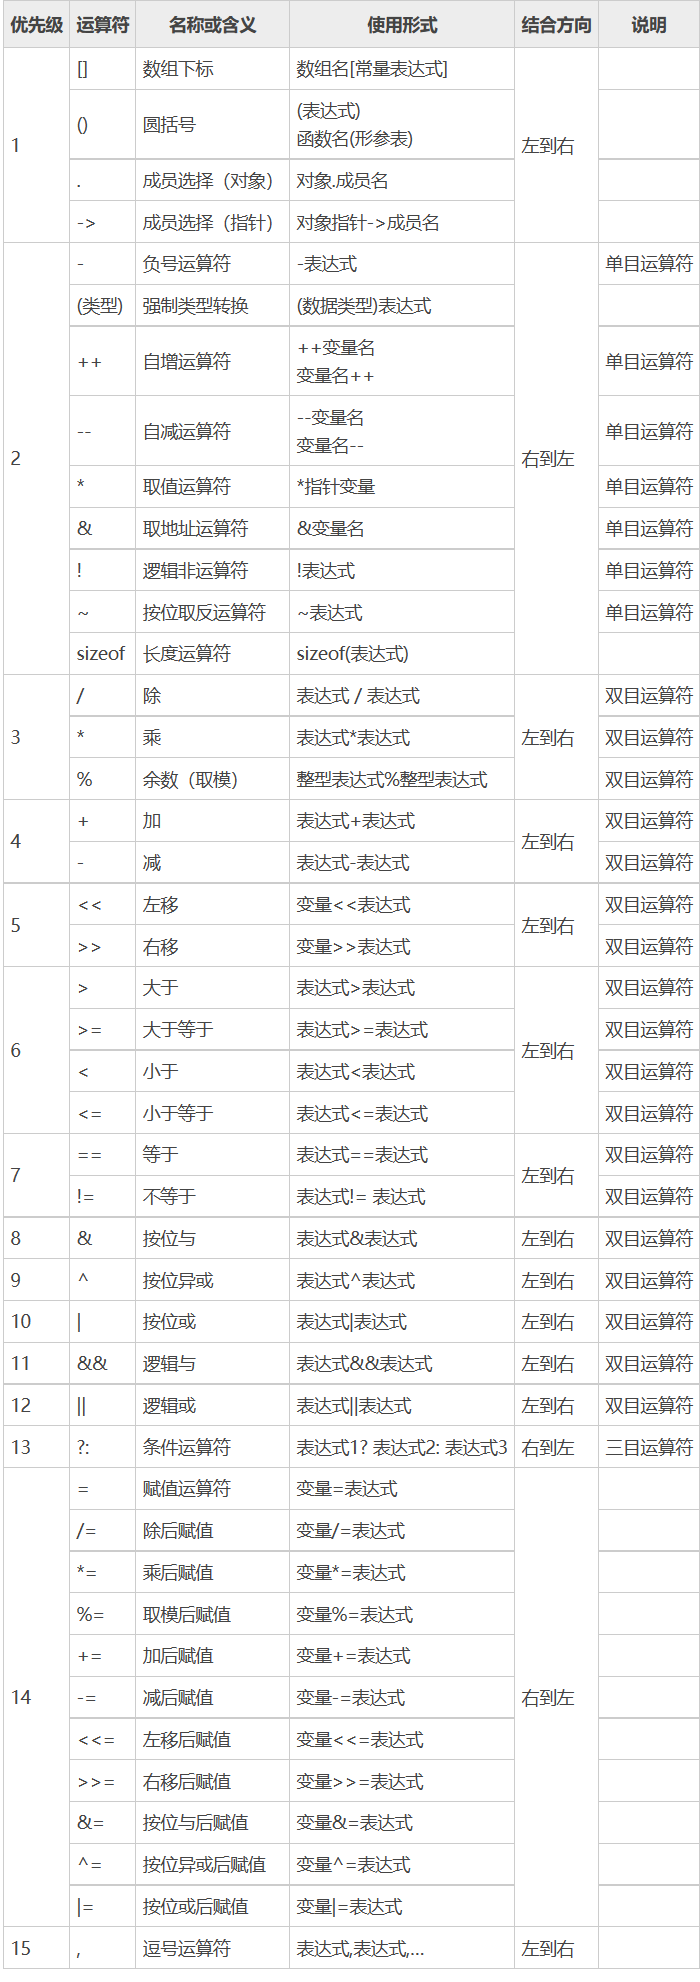 优先级 运算符 名称或含义 使用形式 结合方向 说明
1 [] 数组下标 数组名[常量表达式] 左到右
() 圆括号 (表达式)
函数名(形参表)
. 成员选择（对象） 对象.成员名
-> 成员选择（指针） 对象指针->成员名
2 - 负号运算符 -表达式 右到左 单目运算符
(类型) 强制类型转换 (数据类型)表达式
++ 自增运算符 ++变量名 单目运算符
变量名++
-- 自减运算符 --变量名 单目运算符
变量名--
* 取值运算符 *指针变量 单目运算符
& 取地址运算符 &变量名 单目运算符
! 逻辑非运算符 !表达式 单目运算符
~ 按位取反运算符 ~表达式 单目运算符
sizeof 长度运算符 sizeof(表达式)
3 / 除 表达式 / 表达式 左到右 双目运算符
* 乘 表达式*表达式 双目运算符
% 余数（取模） 整型表达式%整型表达式 双目运算符
4 + 加 表达式+表达式 左到右 双目运算符
- 减 表达式-表达式 双目运算符
5 << 左移 变量<<表达式 左到右 双目运算符
>> 右移 变量>>表达式 双目运算符
6 > 大于 表达式>表达式 左到右 双目运算符
>= 大于等于 表达式>=表达式 双目运算符
< 小于 表达式<表达式 双目运算符
<= 小于等于 表达式<=表达式 双目运算符
7 == 等于 表达式==表达式 左到右 双目运算符
!= 不等于 表达式!= 表达式 双目运算符
8 & 按位与 表达式&表达式 左到右 双目运算符
9 ^ 按位异或 表达式^表达式 左到右 双目运算符
10 | 按位或 表达式|表达式 左到右 双目运算符
11 && 逻辑与 表达式&&表达式 左到右 双目运算符
12 || 逻辑或 表达式||表达式 左到右 双目运算符
13 ?: 条件运算符 表达式1? 表达式2: 表达式3 右到左 三目运算符
14 = 赋值运算符 变量=表达式 右到左
/= 除后赋值 变量/=表达式
*= 乘后赋值 变量*=表达式
%= 取模后赋值 变量%=表达式
+= 加后赋值 变量+=表达式
-= 减后赋值 变量-=表达式
<<= 左移后赋值 变量<<=表达式
>>= 右移后赋值 变量>>=表达式
&= 按位与后赋值 变量&=表达式
^= 按位异或后赋值 变量^=表达式
|= 按位或后赋值 变量|=表达式
15 , 逗号运算符 表达式,表达式,… 左到右